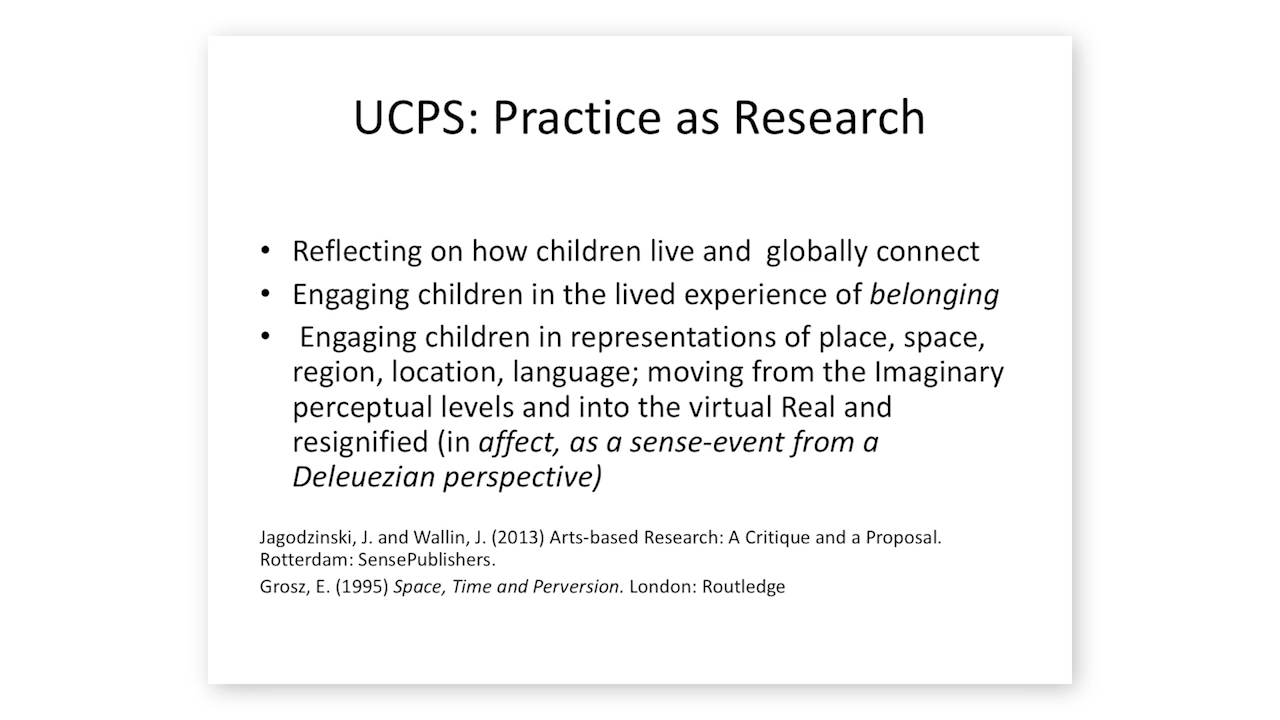 UCPS: Practice as Research
• Reflecting on how children live and  globally connect
• Engaging children in the lived experience of belonging
•  Engaging children in representations of place, space,
region, location, language; moving from the Imaginary
perceptual levels and into the virtual Real and
resignified (in affect, as a sense-event from a
Deleuezian perspective)
Jagodzinski, J. and Wallin, J. (2013) Arts-based Research: A Critique and a Proposal.
Rotterdam: SensePublishers.
Grosz, E. (1995) Space, Time and Perversion. London: Routledge